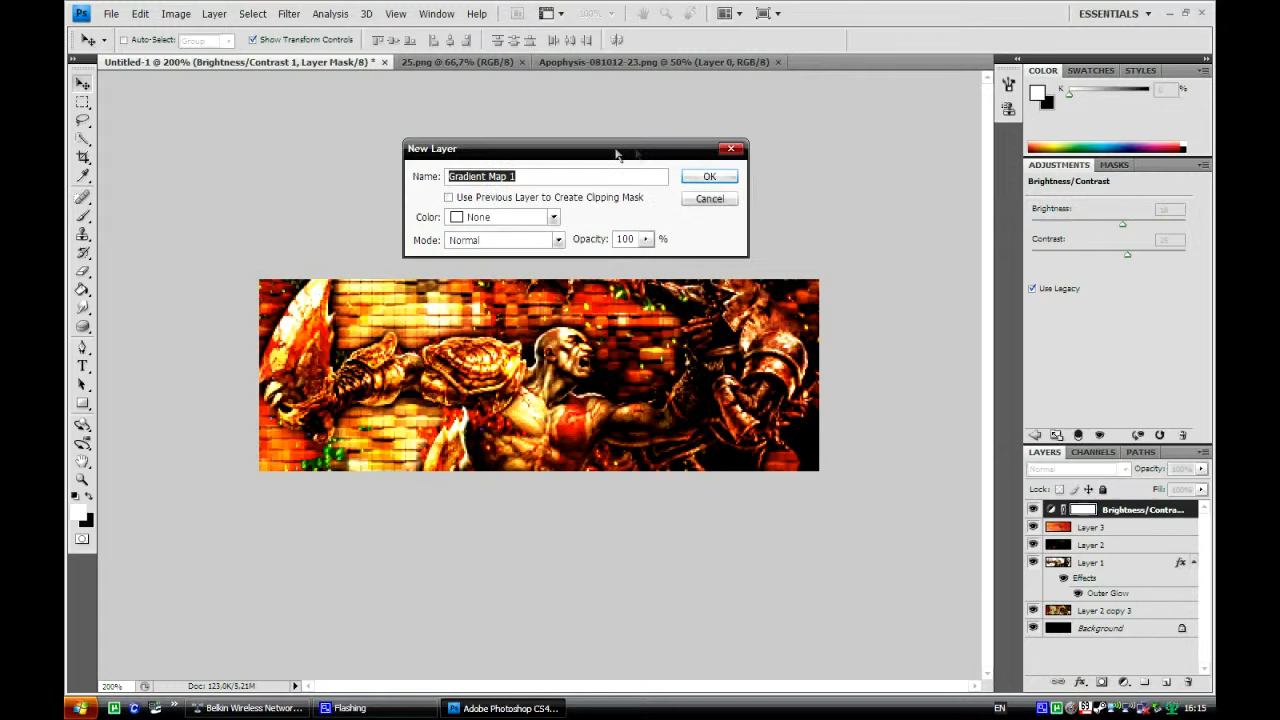 Ps File Edit Image Layer Select Filter Analysis 3D View Window Help Br 100% ESSENTIALS
Auto-Select: Group Show Transform Controls
Untitled-1 @ 200% (Brightness/Contrast 1, Layer Mask/8) * × 25.png @ 66,7% (RGB/8) × Apophysis-081012-23.png @ 50% (Layer 0, RGB/8) ×
COLOR SWATCHES STYLES
K %
New Layer
Name: Gradient Map 1 OK
Use Previous Layer to Create Clipping Mask Cancel
Color: None
Mode: Normal Opacity: 100 %
ADJUSTMENTS MASKS
Brightness/Contrast
Brightness:
Contrast:
Use Legacy
LAYERS CHANNELS PATHS
Normal Opacity: 100%
Lock: Fill: 100%
Brightness/Contra...
Layer 3
Layer 2
Layer 1 fx
Effects
Outer Glow
Layer 2 copy 3
Background
200% Doc: 123,0K/5,21M
Belkin Wireless Netwo... Flashing Adobe Photoshop CS4... EN 16:15